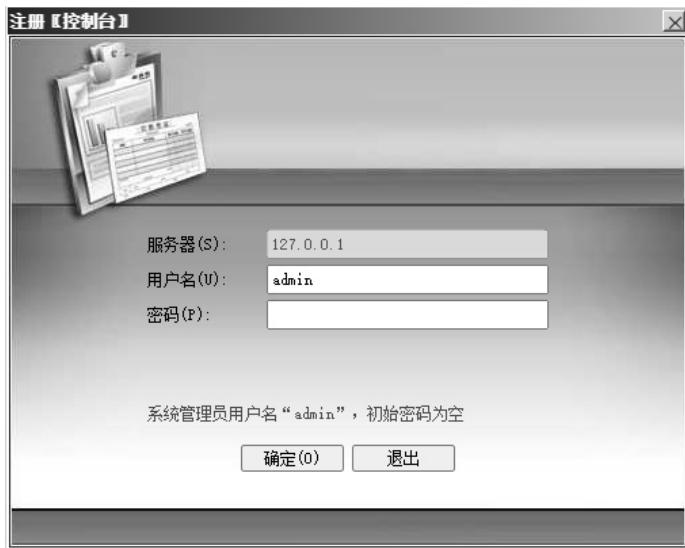 注册〖控制台〗
服务器(S): 127.0.0.1
用户名(U): admin
密码(P):
系统管理员用户名“admin”，初始密码为空
确定(O) 退出